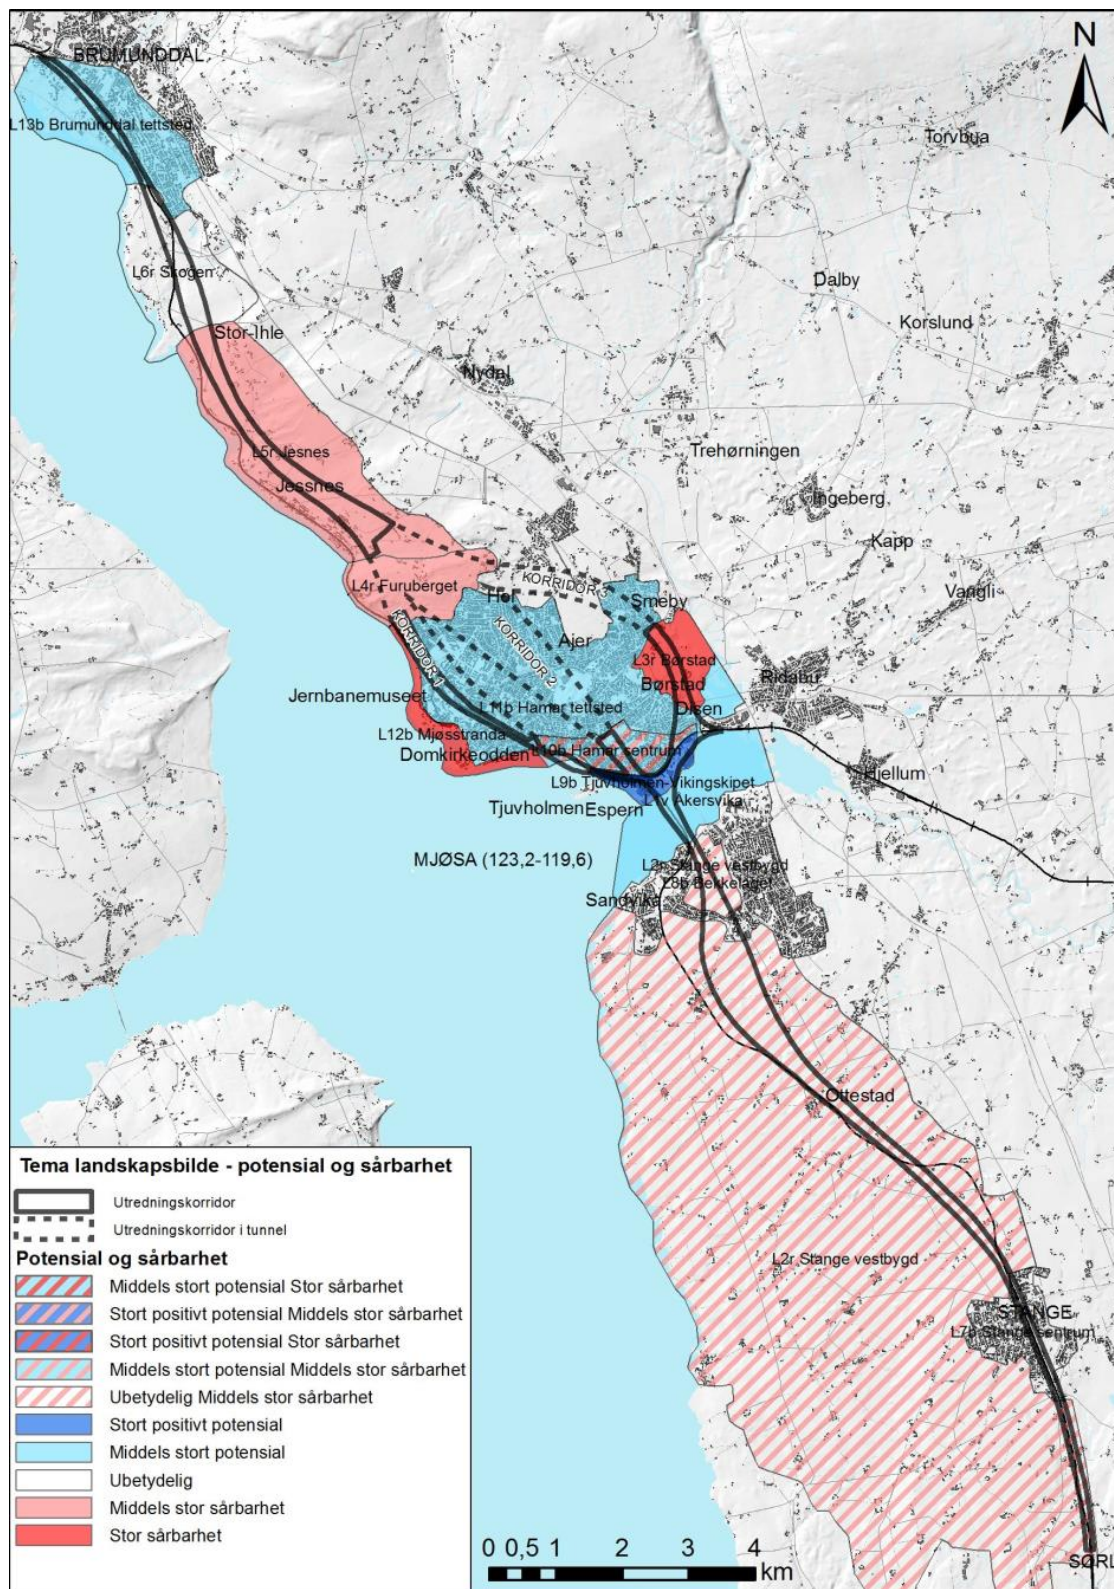 BRUMUNDDAL
N
L13b Brumunddal tettsted
Torvbua
L6r Skogen
Dalby
Korslund
Stor-Ihle
Nydal
Trehørningen
L5r Jesnes
Jessnes
Ingeberg
Kapp
L4r Furuberget
KORRIDOR 3
Vangli
Hol
Smeby
KORRIDOR 1
KORRIDOR 2
Ajer
L3r Børstad
Ridabu
Jernbanemuseet
Børstad
L11b Hamar tettsted
Disen
L12b Mjøsstranda
Domkirkeodden
L10b Hamar sentrum
Hjellum
L9b Tjuvholmen-Vikingskipet
L1v Akersvika
Tjuvholmen
Espern
MJØSA (123,2-119,6)
L2r Stange vestbygd
L8b Bekkelaget
Sandvika
Ottestad
L2r Stange vestbygd
STANGE
L7b Stange sentrum
SØRL
Tema landskapsbilde - potensial og sårbarhet
Utredningskorridor
Utredningskorridor i tunnel
Potensial og sårbarhet
Middels stort potensial Stor sårbarhet
Stort positivt potensial Middels stor sårbarhet
Stort positivt potensial Stor sårbarhet
Middels stort potensial Middels stor sårbarhet
Ubetydelig Middels stor sårbarhet
Stort positivt potensial
Middels stort potensial
Ubetydelig
Middels stor sårbarhet
Stor sårbarhet
0 0,5 1 2 3 4
km